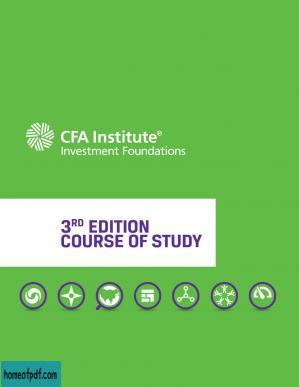 CFA Institute®
Investment Foundations
3RD EDITION
COURSE OF STUDY
homeofpdf.com